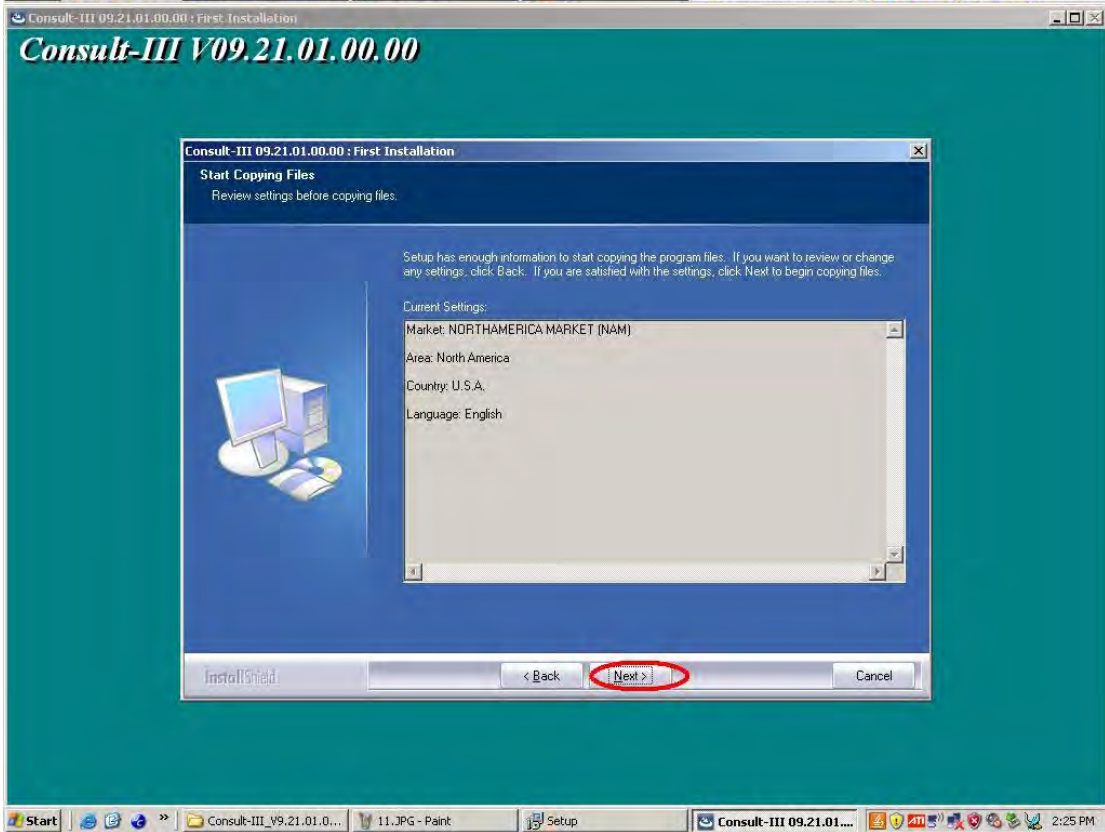 Consult-III 09.21.01.00.00 : First Installation
Consult-III V09.21.01.00.00
Consult-III 09.21.01.00.00 : First Installation
Start Copying Files
Review settings before copying files.
Setup has enough information to start copying the program files. If you want to review or change
any settings, click Back. If you are satisfied with the settings, click Next to begin copying files.
Current Settings:
Market: NORTHAMERICA MARKET (NAM)
Area: North America
Country: U.S.A.
Language: English
InstallShield
< Back
Next >
Cancel
Start
»
Consult-III_V9.21.01.0...
11.JPG - Paint
Setup
Consult-III 09.21.01....
ATI
2:25 PM